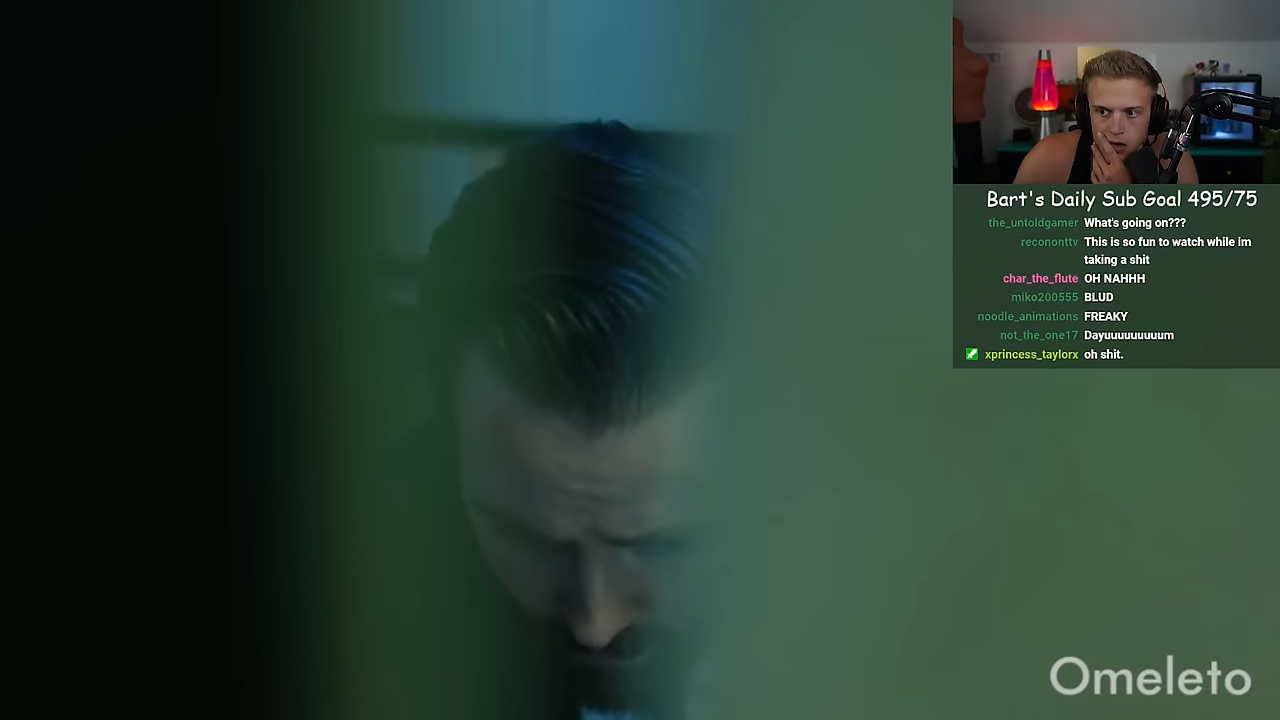 Bart's Daily Sub Goal 495/75
the_untoldgamer What's going on???
recononttv This is so fun to watch while im
taking a shit
char_the_flute OH NAHHH
miko200555 BLUD
noodle_animations FREAKY
not_the_one17 Dayuuuuuuuuum
xprincess_taylorx oh shit.
Omeleto